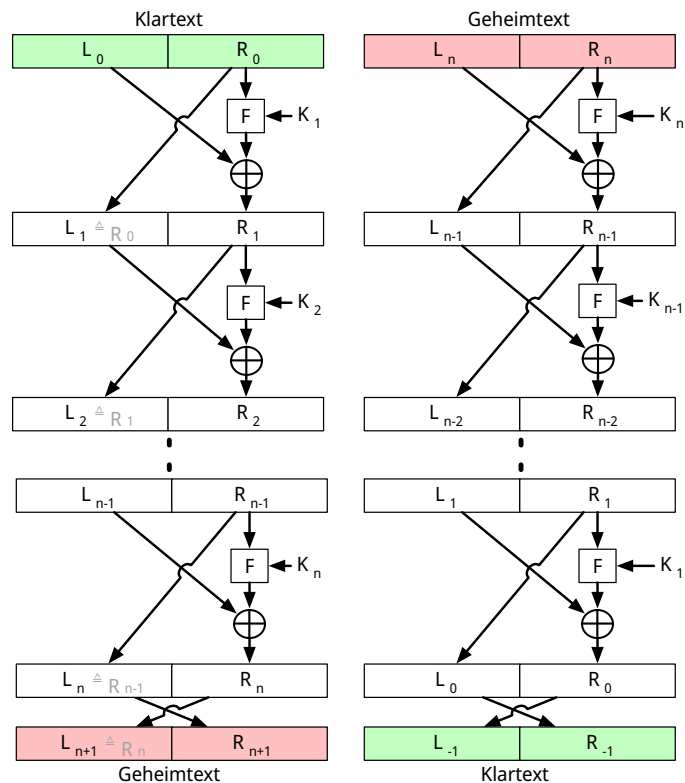 Klartext
Geheimtext
L 0 R 0
L n R n
F K 1
F K n
L 1 ≙ R 0 R 1
L n-1 R n-1
F K 2
F K n-1
L 2 ≙ R 1 R 2
L n-2 R n-2
L n-1 R n-1
L 1 R 1
F K n
F K 1
L n ≙ R n-1 R n
L 0 R 0
L n+1 ≙ R n R n+1
L -1 R -1
Geheimtext
Klartext